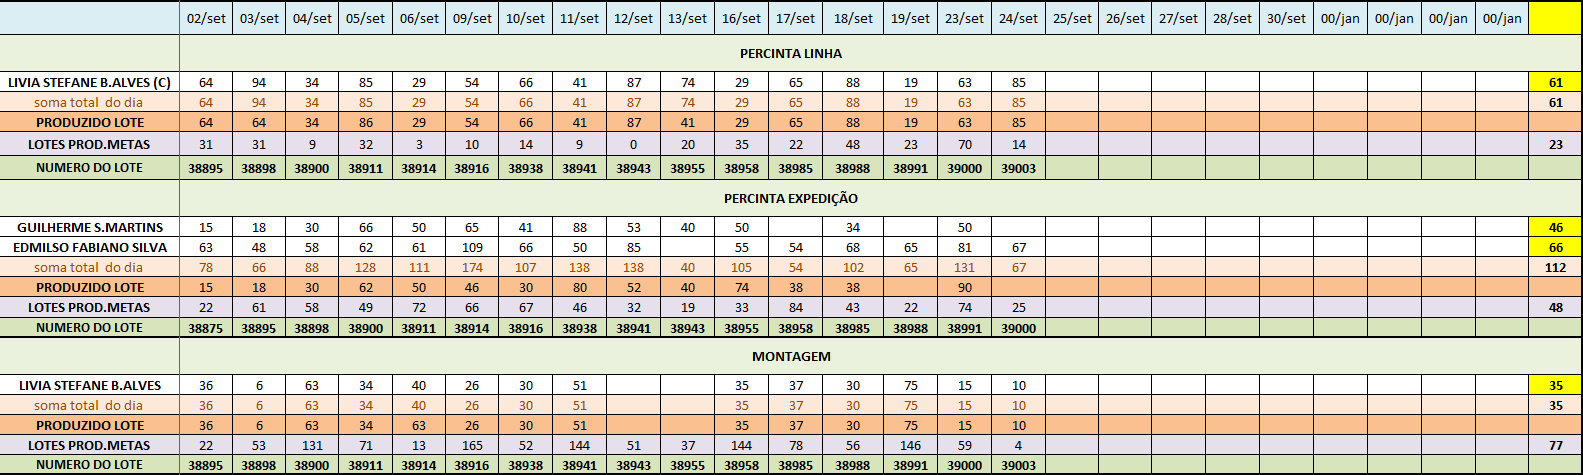 02/set 03/set 04/set 05/set 06/set 09/set 10/set 11/set 12/set 13/set 16/set 17/set 18/set 19/set 23/set 24/set 25/set 26/set 27/set 28/set 30/set 00/jan 00/jan 00/jan 00/jan
PERCINTA LINHA
LIVIA STEFANE B.ALVES (C) 64 94 34 85 29 54 66 41 87 74 29 65 88 19 63 85 61
soma total do dia 64 94 34 85 29 54 66 41 87 74 29 65 88 19 63 85 61
PRODUZIDO LOTE 64 64 34 86 29 54 66 41 87 41 29 65 88 19 63 85
LOTES PROD.METAS 31 31 9 32 3 10 14 9 0 20 35 22 48 23 70 14 23
NUMERO DO LOTE 38895 38898 38900 38911 38914 38916 38938 38941 38943 38955 38958 38985 38988 38991 39000 39003
PERCINTA EXPEDIÇÃO
GUILHERME S.MARTINS 15 18 30 66 50 65 41 88 53 40 50 34 50 46
EDMILSO FABIANO SILVA 63 48 58 62 61 109 66 50 85 55 54 68 65 81 67 66
soma total do dia 78 66 88 128 111 174 107 138 138 40 105 54 102 65 131 67 112
PRODUZIDO LOTE 15 18 30 62 50 46 30 80 52 40 74 38 38 90
LOTES PROD.METAS 22 61 58 49 72 66 67 46 32 19 33 84 43 22 74 25 48
NUMERO DO LOTE 38875 38895 38898 38900 38911 38914 38916 38938 38941 38943 38955 38958 38985 38988 38991 39000
MONTAGEM
LIVIA STEFANE B.ALVES 36 6 63 34 40 26 30 51 35 37 30 75 15 10 35
soma total do dia 36 6 63 34 40 26 30 51 35 37 30 75 15 10 35
PRODUZIDO LOTE 36 6 63 34 63 26 30 51 35 37 30 75 15 10
LOTES PROD.METAS 22 53 131 71 13 165 52 144 51 37 144 78 56 146 59 4 77
NUMERO DO LOTE 38895 38898 38900 38911 38914 38916 38938 38941 38943 38955 38958 38985 38988 38991 39000 39003